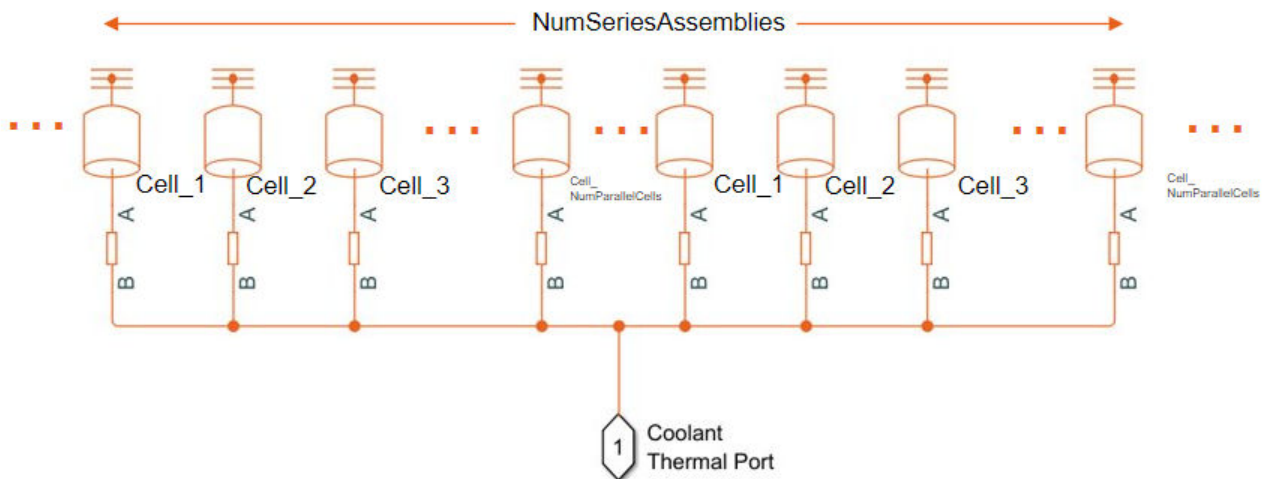 NumSeriesAssemblies
Cell_1
Cell_2
Cell_3
Cell_
NumParallelCells
Cell_1
Cell_2
Cell_3
Cell_
NumParallelCells
A
A
A
A
A
A
A
A
B
B
B
B
B
B
B
B
1
Coolant
Thermal Port